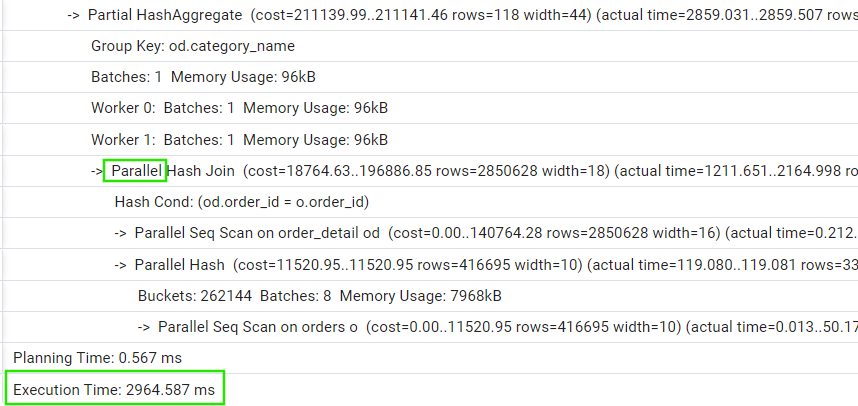 -> Partial HashAggregate (cost=211139.99..211141.46 rows=118 width=44) (actual time=2859.031..2859.507 rows
Group Key: od.category_name
Batches: 1 Memory Usage: 96kB
Worker 0: Batches: 1 Memory Usage: 96kB
Worker 1: Batches: 1 Memory Usage: 96kB
-> Parallel Hash Join (cost=18764.63..196886.85 rows=2850628 width=18) (actual time=1211.651..2164.998 ro
Hash Cond: (od.order_id = o.order_id)
-> Parallel Seq Scan on order_detail od (cost=0.00..140764.28 rows=2850628 width=16) (actual time=0.212..
-> Parallel Hash (cost=11520.95..11520.95 rows=416695 width=10) (actual time=119.080..119.081 rows=33
Buckets: 262144 Batches: 8 Memory Usage: 7968kB
-> Parallel Seq Scan on orders o (cost=0.00..11520.95 rows=416695 width=10) (actual time=0.013..50.17
Planning Time: 0.567 ms
Execution Time: 2964.587 ms